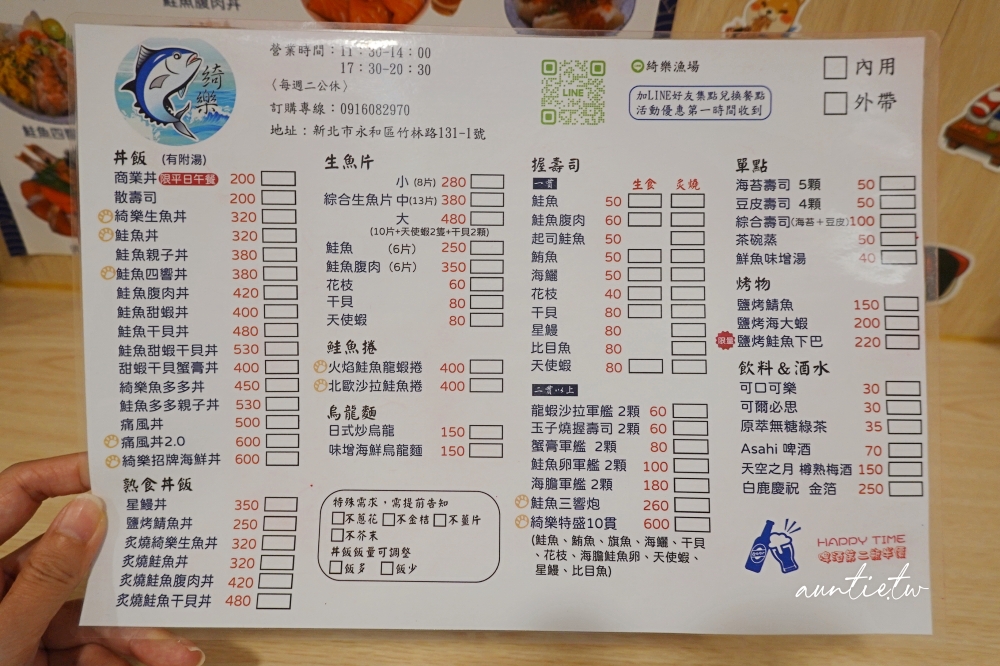 鮭魚腹肉丼
鮭魚四響
綺樂
營業時間：11：30-14：00
17：30-20：30
〈每週二公休〉
訂購專線：0916082970
地址：新北市永和區竹林路131-1號
LINE
綺樂漁場
加LINE好友集點兌換餐點
活動優惠第一時間收到
內用
外帶
丼飯 (有附湯)
商業丼 限平日午餐 200
散壽司 200
綺樂生魚丼 320
鮭魚丼 320
鮭魚親子丼 380
鮭魚四響丼 380
鮭魚腹肉丼 420
鮭魚甜蝦丼 400
鮭魚干貝丼 480
鮭魚甜蝦干貝丼 530
甜蝦干貝蟹膏丼 400
綺樂魚多多丼 450
鮭魚多多親子丼 530
痛風丼 500
痛風丼2.0 600
綺樂招牌海鮮丼 600
熟食丼飯
星鰻丼 350
鹽烤鯖魚丼 250
炙燒綺樂生魚丼 320
炙燒鮭魚丼 320
炙燒鮭魚腹肉丼 420
炙燒鮭魚干貝丼 480
生魚片
小 (8片) 280
綜合生魚片 中(13片) 380
大 480
(10片+天使蝦2隻+干貝2顆)
鮭魚 (6片) 250
鮭魚腹肉 (6片) 350
花枝 60
干貝 80
天使蝦 80
鮭魚捲
火焰鮭魚龍蝦捲 400
北歐沙拉鮭魚捲 400
烏龍麵
日式炒烏龍 150
味增海鮮烏龍麵 150
特殊需求，需提前告知
不蔥花 不金桔 不薑片
不芥末
丼飯飯量可調整
飯多 飯少
握壽司
一貫 生食 炙燒
鮭魚 50
鮭魚腹肉 60
起司鮭魚 50
鮪魚 50
海鱺 50
花枝 40
干貝 80
星鰻 80
比目魚 80
天使蝦 80
二貫以上
龍蝦沙拉軍艦 2顆 60
玉子燒握壽司 2顆 60
蟹膏軍艦 2顆 80
鮭魚卵軍艦 2顆 100
海膽軍艦 2顆 180
鮭魚三響炮 260
綺樂特盛10貫 600
(鮭魚、鮪魚、旗魚、海鱺、干貝
、花枝、海膽鮭魚卵、天使蝦、
星鰻、比目魚)
單點
海苔壽司 5顆 50
豆皮壽司 4顆 50
綜合壽司(海苔＋豆皮) 100
茶碗蒸 50
鮮魚味增湯 40
烤物
鹽烤鯖魚 150
鹽烤海大蝦 200
限量 鹽烤鮭魚下巴 220
飲料＆酒水
可口可樂 30
可爾必思 30
原萃無糖綠茶 35
Asahi 啤酒 70
天空之月 樽熟梅酒 150
白鹿慶祝 金箔 250
HAPPY TIME
啤酒第二瓶半價
auntie.tw